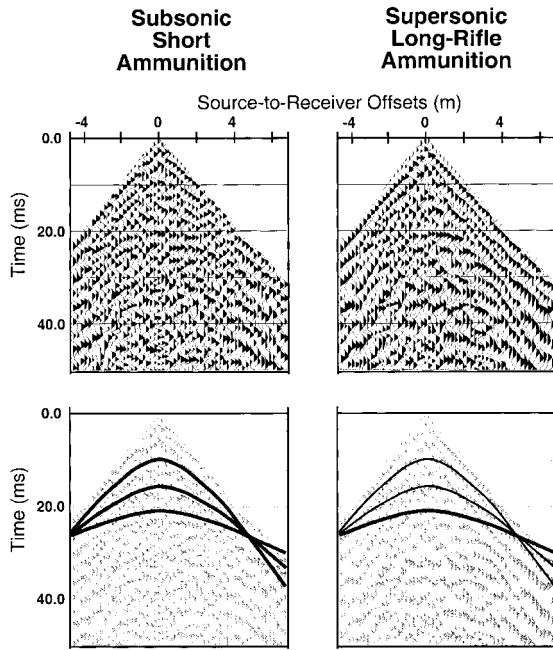 Subsonic
Short
Ammunition
Supersonic
Long-Rifle
Ammunition
Source-to-Receiver Offsets (m)
-4 0 4 -4 0 4
0.0
20.0
40.0
Time (ms)
0.0
20.0
40.0
Time (ms)